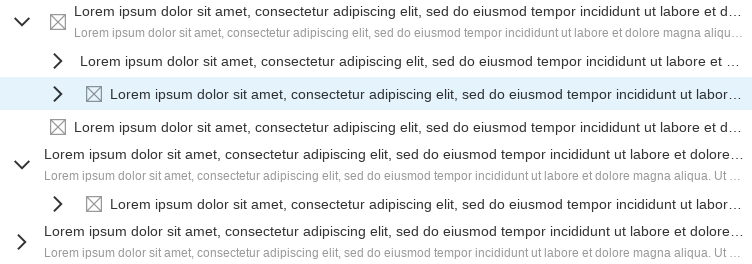 Lorem ipsum dolor sit amet, consectetur adipiscing elit, sed do eiusmod tempor incididunt ut labore et d...
Lorem ipsum dolor sit amet, consectetur adipiscing elit, sed do eiusmod tempor incididunt ut labore et dolore magna aliqu...
Lorem ipsum dolor sit amet, consectetur adipiscing elit, sed do eiusmod tempor incididunt ut labore et ...
Lorem ipsum dolor sit amet, consectetur adipiscing elit, sed do eiusmod tempor incididunt ut labor...
Lorem ipsum dolor sit amet, consectetur adipiscing elit, sed do eiusmod tempor incididunt ut labore et d...
Lorem ipsum dolor sit amet, consectetur adipiscing elit, sed do eiusmod tempor incididunt ut labore et dolore...
Lorem ipsum dolor sit amet, consectetur adipiscing elit, sed do eiusmod tempor incididunt ut labore et dolore magna aliqua. Ut ...
Lorem ipsum dolor sit amet, consectetur adipiscing elit, sed do eiusmod tempor incididunt ut labor...
Lorem ipsum dolor sit amet, consectetur adipiscing elit, sed do eiusmod tempor incididunt ut labore et dolore...
Lorem ipsum dolor sit amet, consectetur adipiscing elit, sed do eiusmod tempor incididunt ut labore et dolore magna aliqua. Ut ...